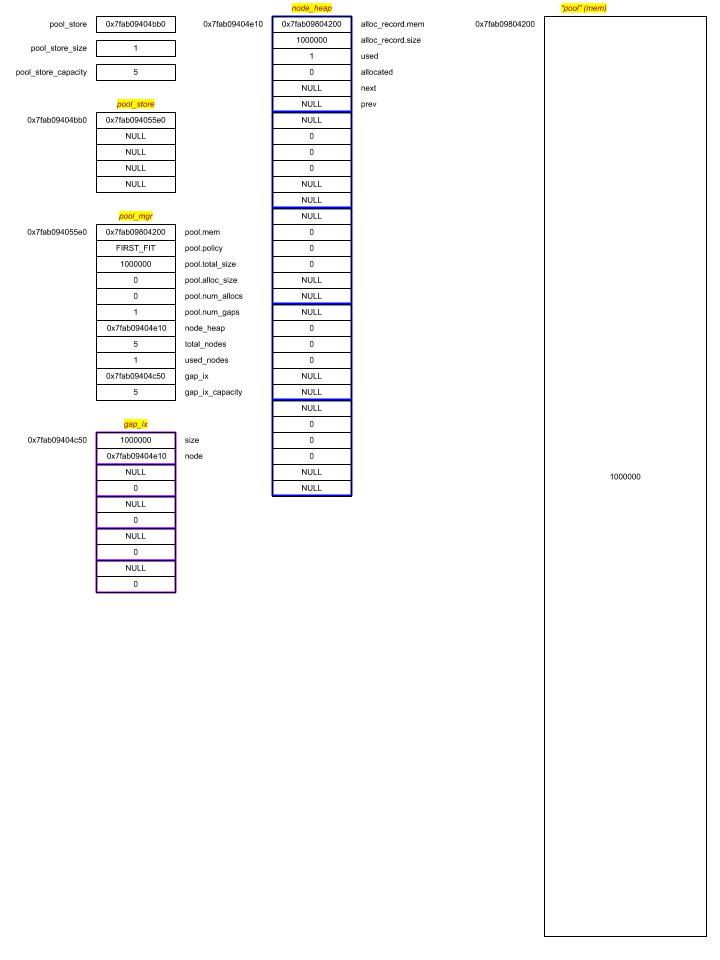 node_heap
"pool" (mem)
pool_store 0x7fab09404bb0
pool_store_size 1
pool_store_capacity 5
pool_store
0x7fab09404bb0 0x7fab094055e0
NULL
NULL
NULL
NULL
pool_mgr
0x7fab094055e0 0x7fab09804200 pool.mem
FIRST_FIT pool.policy
1000000 pool.total_size
0 pool.alloc_size
0 pool.num_allocs
1 pool.num_gaps
0x7fab09404e10 node_heap
5 total_nodes
1 used_nodes
0x7fab09404c50 gap_ix
5 gap_ix_capacity
gap_ix
0x7fab09404c50 1000000 size
0x7fab09404e10 node
NULL
0
NULL
0
NULL
0
NULL
0
0x7fab09404e10 0x7fab09804200 alloc_record.mem
1000000 alloc_record.size
1 used
0 allocated
NULL next
NULL prev
NULL
0
0
0
NULL
NULL
NULL
0
0
0
NULL
NULL
NULL
0
0
0
NULL
NULL
NULL
0
0
0
NULL
NULL
0x7fab09804200
1000000